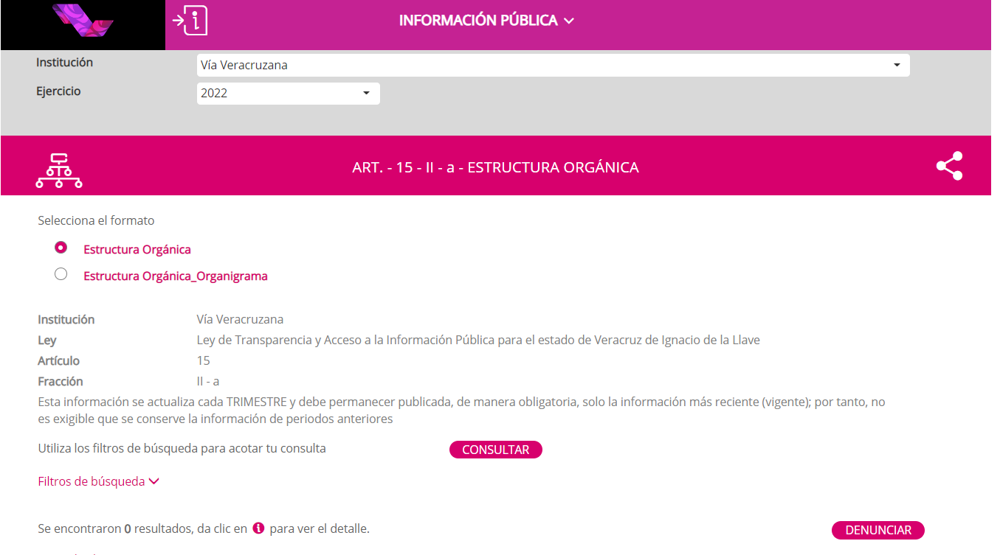 INFORMACIÓN PÚBLICA
Institución
Vía Veracruzana
Ejercicio
2022
ART. - 15 - II - a - ESTRUCTURA ORGÁNICA
Selecciona el formato
Estructura Orgánica
Estructura Orgánica_Organigrama
Institución Vía Veracruzana
Ley Ley de Transparencia y Acceso a la Información Pública para el estado de Veracruz de Ignacio de la Llave
Artículo 15
Fracción II - a
Esta información se actualiza cada TRIMESTRE y debe permanecer publicada, de manera obligatoria, solo la información más reciente (vigente); por tanto, no
es exigible que se conserve la información de periodos anteriores
Utiliza los filtros de búsqueda para acotar tu consulta CONSULTAR
Filtros de búsqueda
Se encontraron 0 resultados, da clic en i para ver el detalle. DENUNCIAR